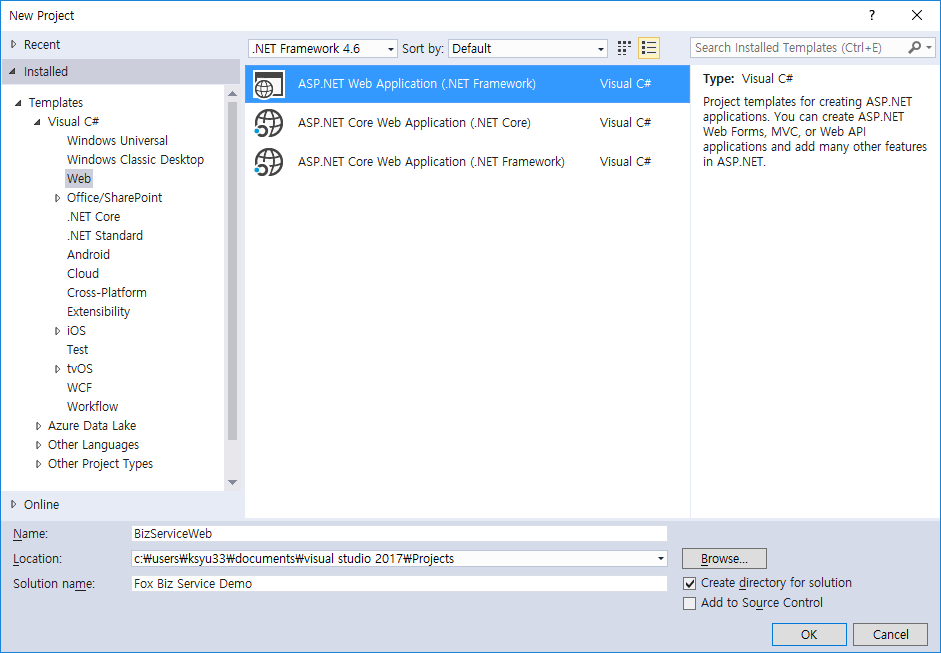 New Project
?
Recent
.NET Framework 4.6
Sort by:
Default
Search Installed Templates (Ctrl+E)
Installed
Templates
Visual C#
Windows Universal
Windows Classic Desktop
Web
Office/SharePoint
.NET Core
.NET Standard
Android
Cloud
Cross-Platform
Extensibility
iOS
Test
tvOS
WCF
Workflow
Azure Data Lake
Other Languages
Other Project Types
Online
ASP.NET Web Application (.NET Framework) Visual C#
ASP.NET Core Web Application (.NET Core) Visual C#
ASP.NET Core Web Application (.NET Framework) Visual C#
Type: Visual C#
Project templates for creating ASP.NET
applications. You can create ASP.NET
Web Forms, MVC, or Web API
applications and add many other features
in ASP.NET.
Name: BizServiceWeb
Location: c:₩users₩ksyu33₩documents₩visual studio 2017₩Projects
Browse...
Solution name: Fox Biz Service Demo
Create directory for solution
Add to Source Control
OK
Cancel